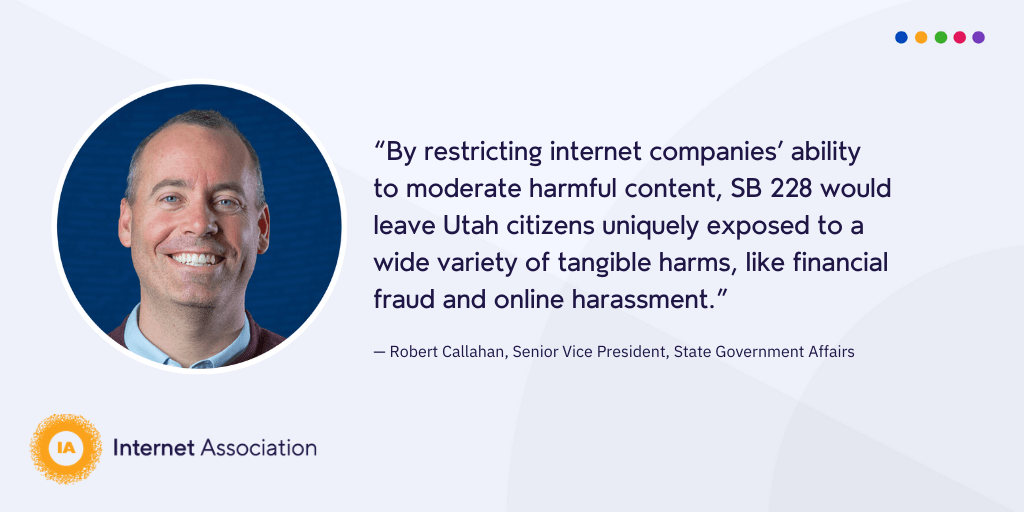 “By restricting internet companies’ ability
to moderate harmful content, SB 228 would
leave Utah citizens uniquely exposed to a
wide variety of tangible harms, like financial
fraud and online harassment.”
— Robert Callahan, Senior Vice President, State Government Affairs
IA
Internet Association